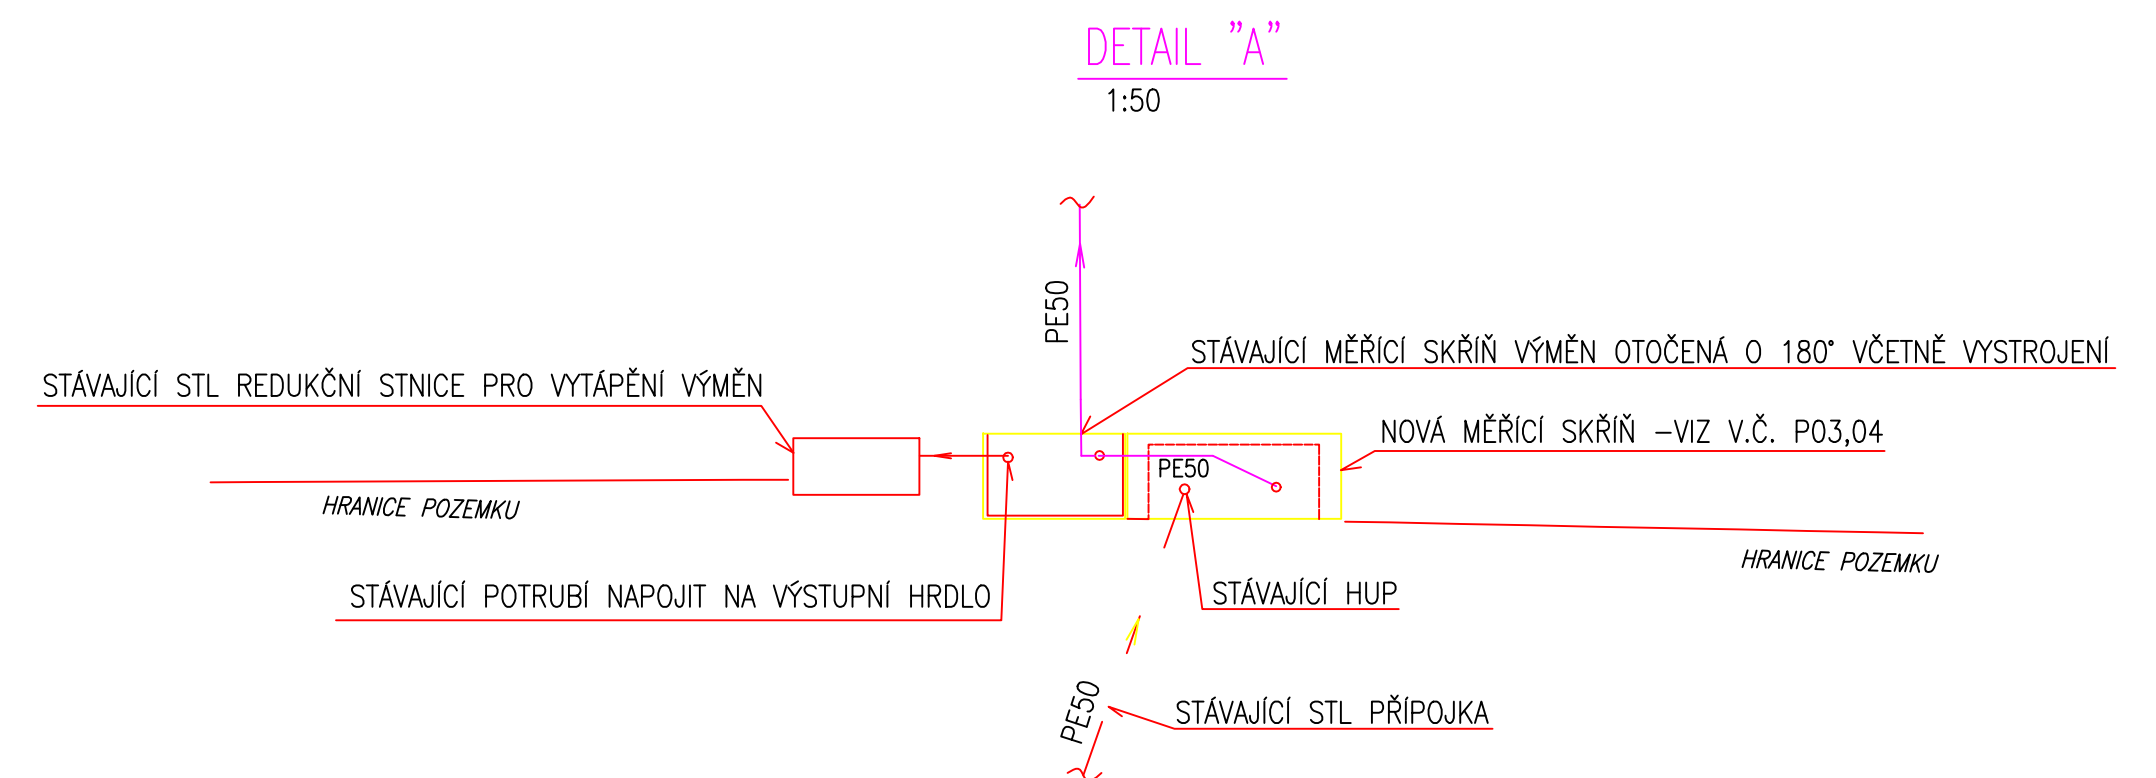 DETAIL "A"
1:50
PE50
STÁVAJÍCÍ MĚŘÍCÍ SKŘÍŇ VÝMĚN OTOČENÁ O 180° VČETNĚ VYSTROJENÍ
STÁVAJÍCÍ STL REDUKČNÍ STNICE PRO VYTÁPĚNÍ VÝMĚN
NOVÁ MĚŘÍCÍ SKŘÍŇ -VIZ V.Č. P03,04
PE50
HRANICE POZEMKU
HRANICE POZEMKU
STÁVAJÍCÍ POTRUBÍ NAPOJIT NA VÝSTUPNÍ HRDLO
STÁVAJÍCÍ HUP
PE50
STÁVAJÍCÍ STL PŘÍPOJKA